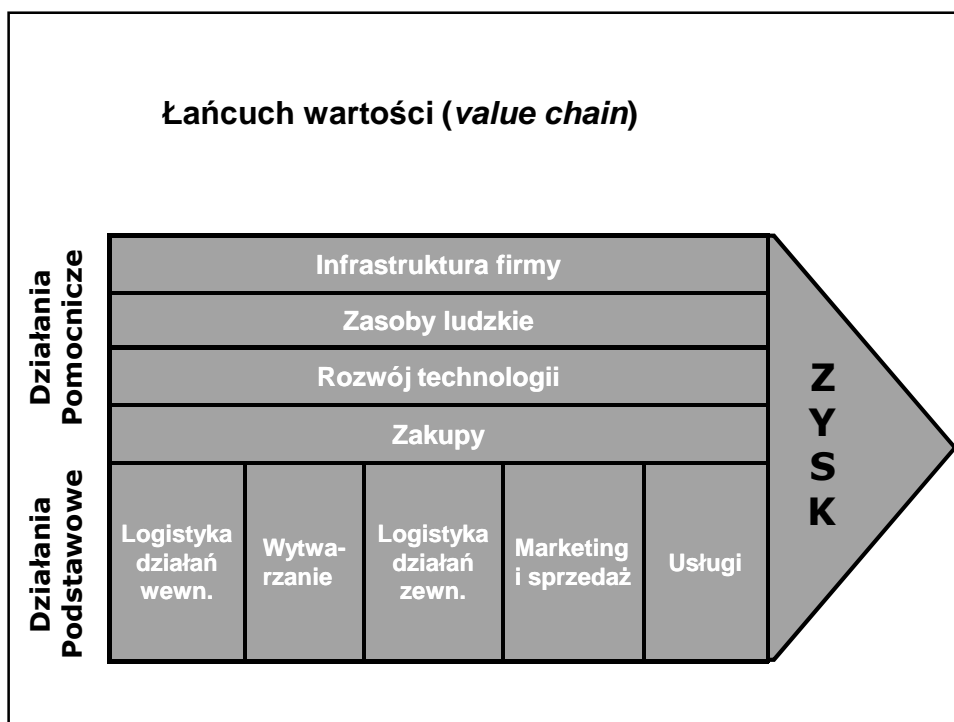 Łańcuch wartości (value chain)
Działania
Pomocnicze
Infrastruktura firmy
Zasoby ludzkie
Rozwój technologii
Zakupy
Działania
Podstawowe
Logistyka
działań
wewn.
Wytwa-
rzanie
Logistyka
działań
zewn.
Marketing
i sprzedaż
Usługi
Z
Y
S
K